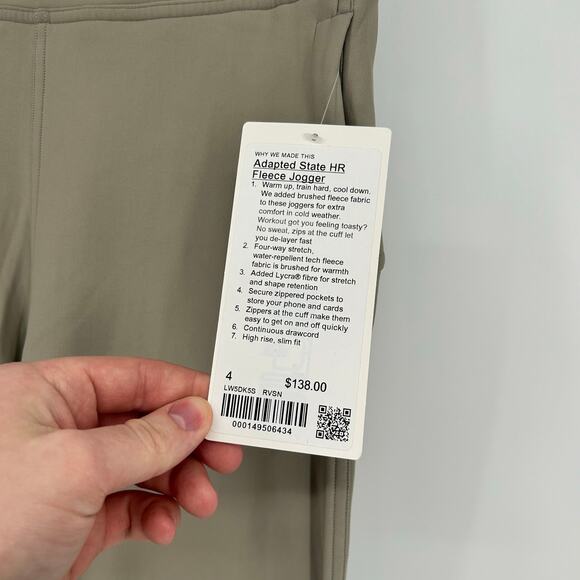 WHY WE MADE THIS
Adapted State HR
Fleece Jogger
1. Warm up, train hard, cool down.
We added brushed fleece fabric
to these joggers for extra
comfort in cold weather.
Workout got you feeling toasty?
No sweat, zips at the cuff let
you de-layer fast
2. Four-way stretch,
water-repellent tech fleece
fabric is brushed for warmth
3. Added Lycra® fibre for stretch
and shape retention
4. Secure zippered pockets to
store your phone and cards
5. Zippers at the cuff make them
easy to get on and off quickly
6. Continuous drawcord
7. High rise, slim fit
4 $138.00
LW5DK5S RVSN
000149506434